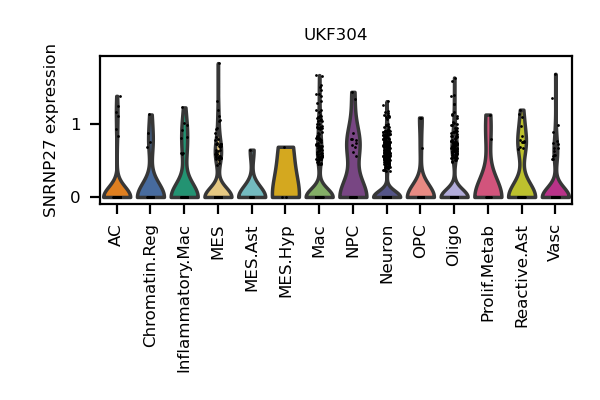 UKF304
SNRNP27 expression
1
0
AC
Chromatin.Reg
Inflammatory.Mac
MES
MES.Ast
MES.Hyp
Mac
NPC
Neuron
OPC
Oligo
Prolif.Metab
Reactive.Ast
Vasc